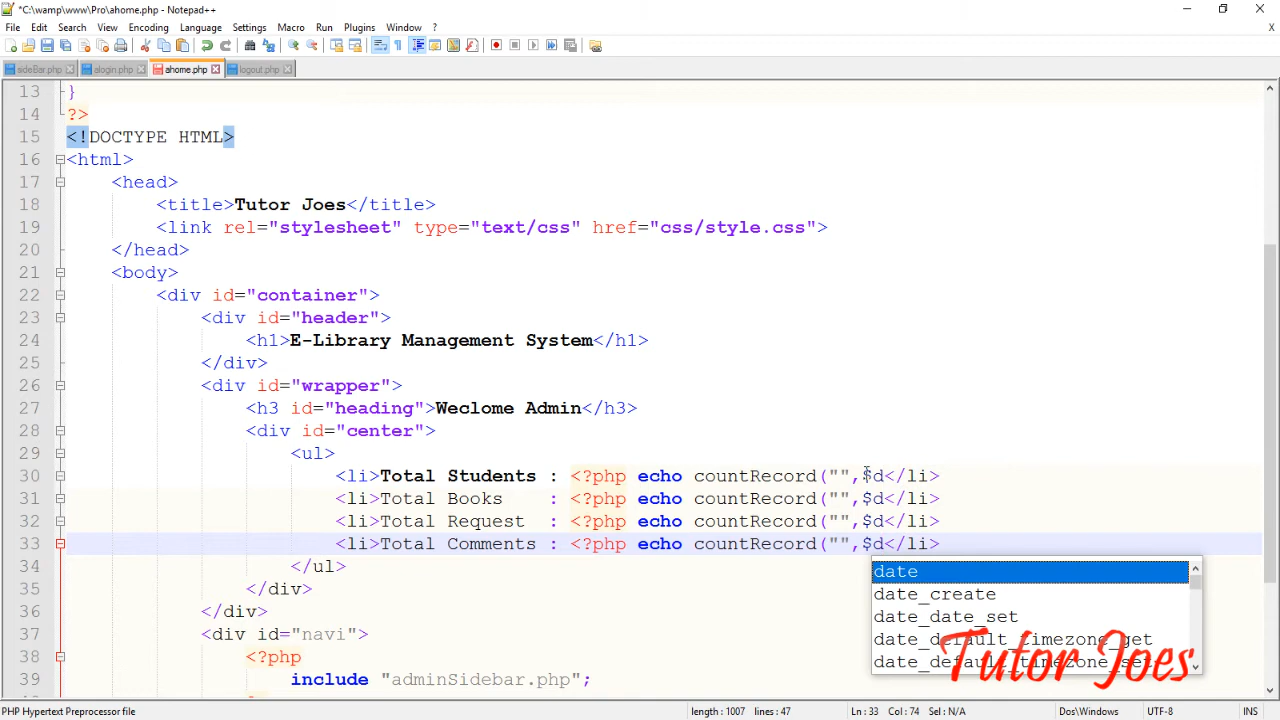 *C:\wamp\www\Pro\ahome.php - Notepad++
File Edit Search View Encoding Language Settings Macro Run Plugins Window ?
X
sideBar.php alogin.php ahome.php logout.php
13 }
14 ?>
15 <!DOCTYPE HTML>
16 <html>
17 <head>
18 <title>Tutor Joes</title>
19 <link rel="stylesheet" type="text/css" href="css/style.css">
20 </head>
21 <body>
22 <div id="container">
23 <div id="header">
24 <h1>E-Library Management System</h1>
25 </div>
26 <div id="wrapper">
27 <h3 id="heading">Weclome Admin</h3>
28 <div id="center">
29 <ul>
30 <li>Total Students : <?php echo countRecord("",$d</li>
31 <li>Total Books : <?php echo countRecord("",$d</li>
32 <li>Total Request : <?php echo countRecord("",$d</li>
33 <li>Total Comments : <?php echo countRecord("",$d</li>
34 </ul>
date
35 </div>
date_create
36 </div>
date_date_set
37 <div id="navi">
date_default_timezone_get
38 <?php
date_default_timezone_set
39 include "adminSidebar.php";
Tutor Joes
PHP Hypertext Preprocessor file length : 1007 lines : 47 Ln : 33 Col : 74 Sel : N/A Dos\Windows UTF-8 INS